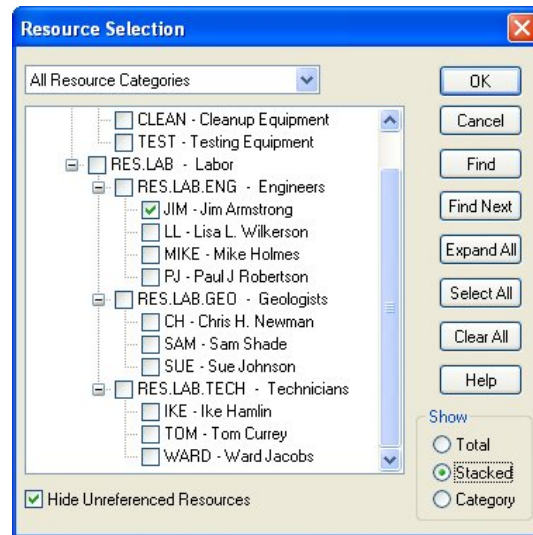 Resource Selection
All Resource Categories
CLEAN - Cleanup Equipment
TEST - Testing Equipment
RES.LAB - Labor
RES.LAB.ENG - Engineers
JIM - Jim Armstrong
LL - Lisa L. Wilkerson
MIKE - Mike Holmes
PJ - Paul J Robertson
RES.LAB.GEO - Geologists
CH - Chris H. Newman
SAM - Sam Shade
SUE - Sue Johnson
RES.LAB.TECH - Technicians
IKE - Ike Hamlin
TOM - Tom Currey
WARD - Ward Jacobs
Hide Unreferenced Resources
OK
Cancel
Find
Find Next
Expand All
Select All
Clear All
Help
Show
Total
Stacked
Category